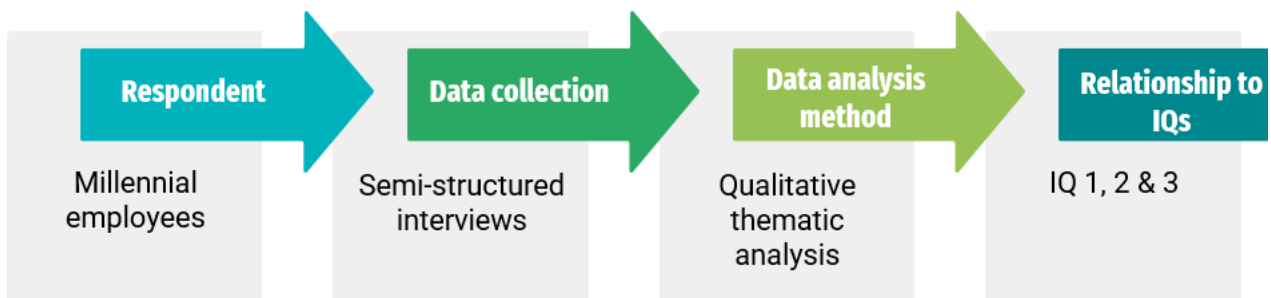 Respondent
Millennial
employees
Data collection
Semi-structured
interviews
Data analysis
method
Qualitative
thematic
analysis
Relationship to
IQs
IQ 1, 2 & 3